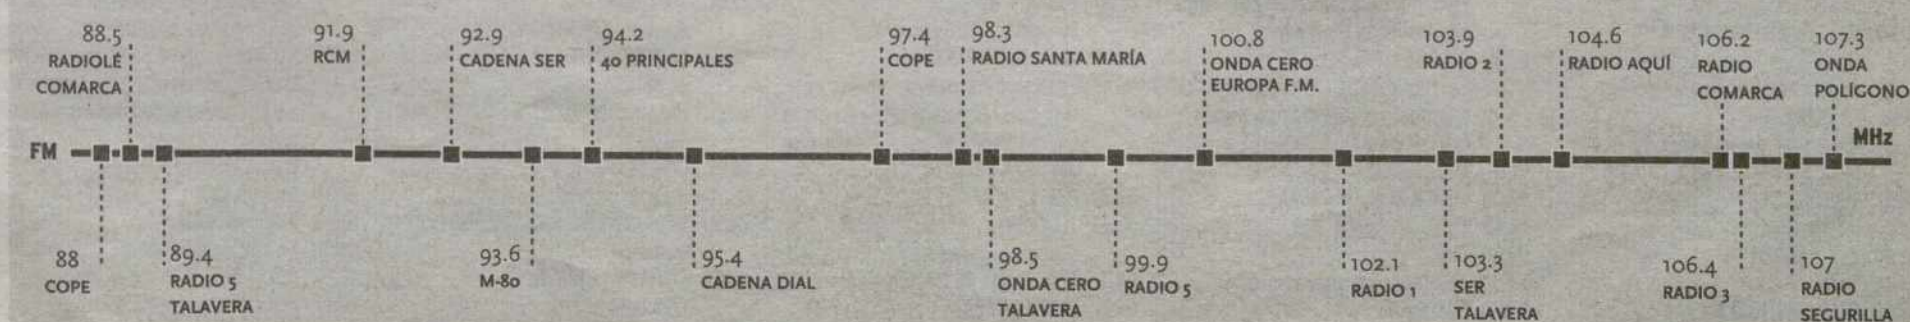 88.5
RADIOLÉ
COMARCA
91.9
RCM
92.9
CADENA SER
94.2
40 PRINCIPALES
97.4
COPE
98.3
RADIO SANTA MARÍA
100.8
ONDA CERO
EUROPA F.M.
103.9
RADIO 2
104.6
RADIO AQUÍ
106.2
RADIO
COMARCA
107.3
ONDA
POLÍGONO
FM
MHz
88
COPE
89.4
RADIO 5
TALAVERA
93.6
M-80
95.4
CADENA DIAL
98.5
ONDA CERO
TALAVERA
99.9
RADIO 5
102.1
RADIO 1
103.3
SER
TALAVERA
106.4
RADIO 3
107
RADIO
SEGURILLA